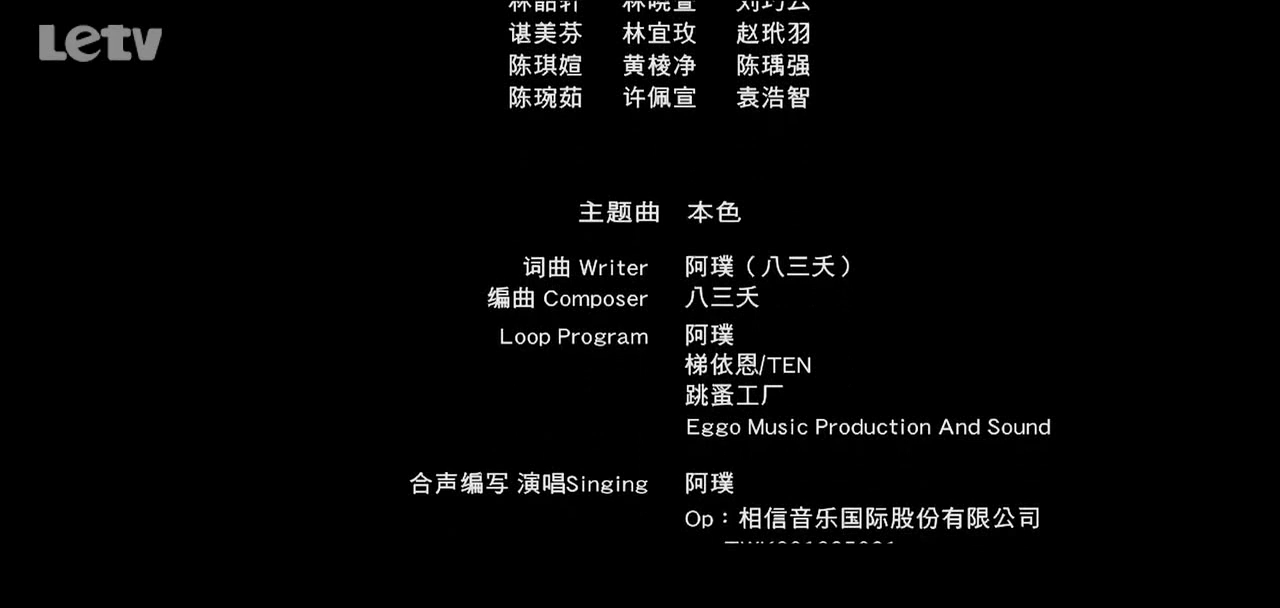 Letv
谌美芬 林宜玫 赵玳羽
陈琪媗 黄棱净 陈瑀强
陈琬茹 许佩宣 袁浩智
主题曲 本色
词曲 Writer 阿璞（八三夭）
编曲 Composer 八三夭
Loop Program 阿璞
梯依恩/TEN
跳蚤工厂
Eggo Music Production And Sound
合声编写 演唱Singing 阿璞
Op：相信音乐国际股份有限公司